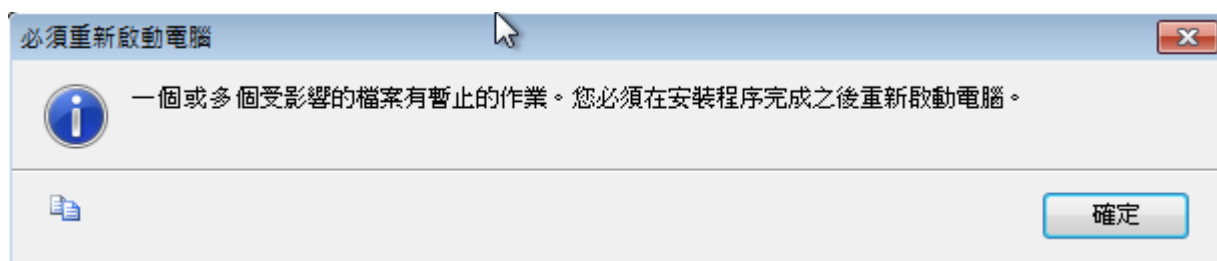 必須重新啟動電腦
一個或多個受影響的檔案有暫止的作業。您必須在安裝程序完成之後重新啟動電腦。
確定